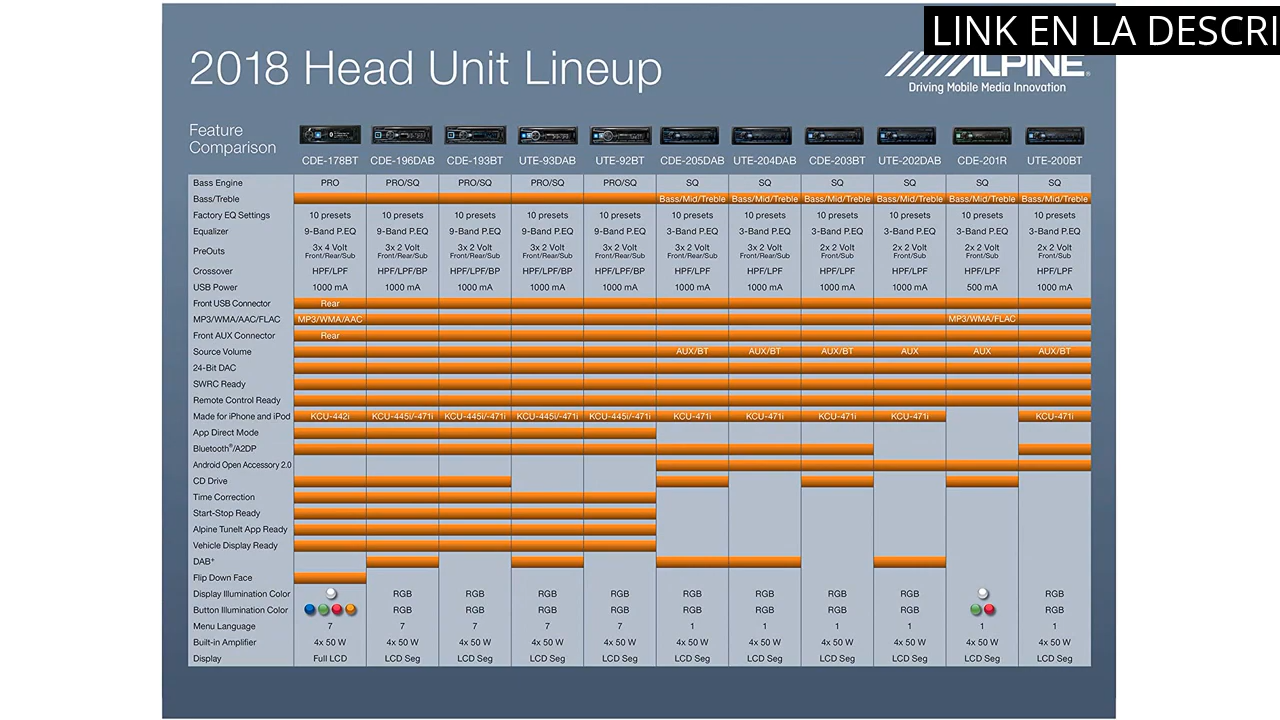 LINK EN LA DESCRI
2018 Head Unit Lineup
ALPINE
Driving Mobile Media Innovation
Feature Comparison
CDE-178BT CDE-196DAB CDE-193BT UTE-93DAB UTE-92BT CDE-205DAB UTE-204DAB CDE-203BT UTE-202DAB CDE-201R UTE-200BT
Bass Engine PRO PRO/SQ PRO/SQ PRO/SQ PRO/SQ SQ SQ SQ SQ SQ SQ
Bass/Treble Bass/Mid/Treble Bass/Mid/Treble Bass/Mid/Treble Bass/Mid/Treble Bass/Mid/Treble Bass/Mid/Treble
Factory EQ Settings 10 presets 10 presets 10 presets 10 presets 10 presets 10 presets 10 presets 10 presets 10 presets 10 presets 10 presets
Equalizer 9-Band P.EQ 9-Band P.EQ 9-Band P.EQ 9-Band P.EQ 9-Band P.EQ 3-Band P.EQ 3-Band P.EQ 3-Band P.EQ 3-Band P.EQ 3-Band P.EQ 3-Band P.EQ
PreOuts 3x 4 Volt 3x 2 Volt 3x 2 Volt 3x 2 Volt 3x 2 Volt 3x 2 Volt 3x 2 Volt 2x 2 Volt 2x 2 Volt 2x 2 Volt 2x 2 Volt
Front/Rear/Sub Front/Rear/Sub Front/Rear/Sub Front/Rear/Sub Front/Rear/Sub Front/Rear/Sub Front/Rear/Sub Front/Sub Front/Sub Front/Sub Front/Sub
Crossover HPF/LPF HPF/LPF/BP HPF/LPF/BP HPF/LPF/BP HPF/LPF/BP HPF/LPF HPF/LPF HPF/LPF HPF/LPF HPF/LPF HPF/LPF
USB Power 1000 mA 1000 mA 1000 mA 1000 mA 1000 mA 1000 mA 1000 mA 1000 mA 1000 mA 500 mA 1000 mA
Front USB Connector Rear
MP3/WMA/AAC/FLAC MP3/WMA/AAC MP3/WMA/FLAC
Front AUX Connector Rear
Source Volume AUX/BT AUX/BT AUX/BT AUX AUX AUX/BT
24-Bit DAC
SWRC Ready
Remote Control Ready
Made for iPhone and iPod KCU-442i KCU-445i/-471i KCU-445i/-471i KCU-445i/-471i KCU-445i/-471i KCU-471i KCU-471i KCU-471i KCU-471i KCU-471i
App Direct Mode
Bluetooth®/A2DP
Android Open Accessory 2.0
CD Drive
Time Correction
Start-Stop Ready
Alpine TuneIt App Ready
Vehicle Display Ready
DAB+
Flip Down Face
Display Illumination Color RGB RGB RGB RGB RGB RGB RGB RGB RGB
Button Illumination Color RGB RGB RGB RGB RGB RGB RGB RGB RGB
Menu Language 7 7 7 7 7 1 1 1 1 1 1
Built-in Amplifier 4x 50 W 4x 50 W 4x 50 W 4x 50 W 4x 50 W 4x 50 W 4x 50 W 4x 50 W 4x 50 W 4x 50 W 4x 50 W
Display Full LCD LCD Seg LCD Seg LCD Seg LCD Seg LCD Seg LCD Seg LCD Seg LCD Seg LCD Seg LCD Seg